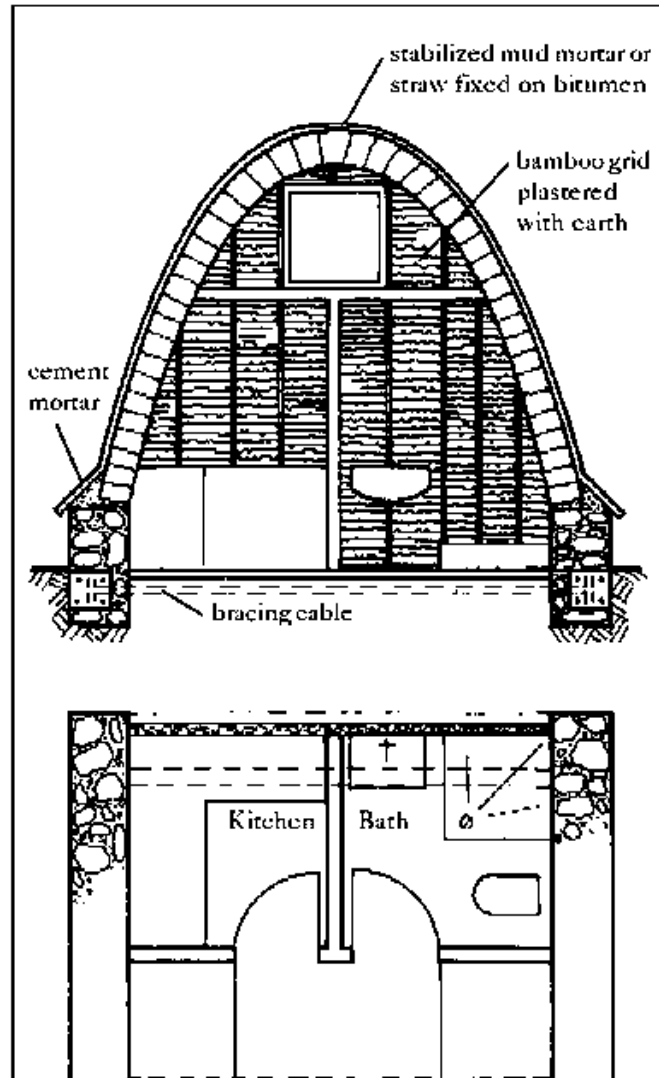 stabilized mud mortar or
straw fixed on bitumen
bamboo grid
plastered
with earth
cement
mortar
bracing cable
Kitchen
Bath